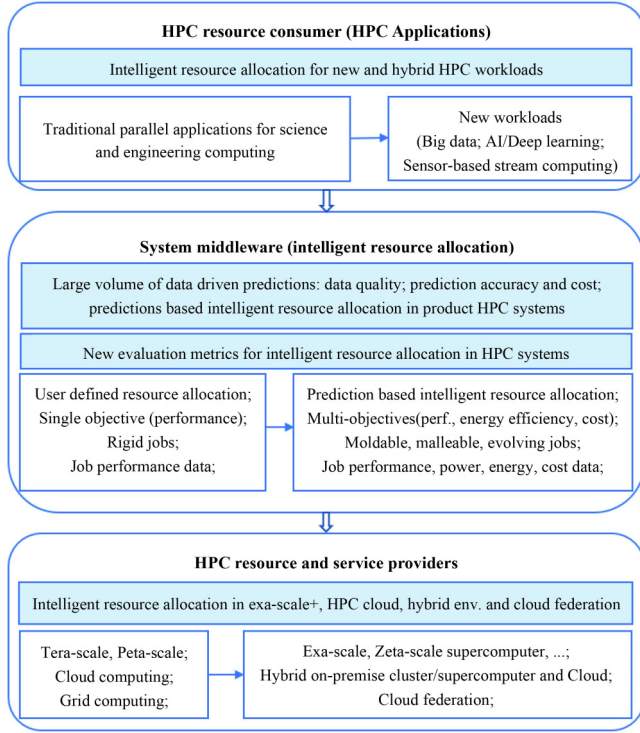 HPC resource consumer (HPC Applications)
Intelligent resource allocation for new and hybrid HPC workloads
Traditional parallel applications for science
and engineering computing
New workloads
(Big data; AI/Deep learning;
Sensor-based stream computing)
System middleware (intelligent resource allocation)
Large volume of data driven predictions: data quality; prediction accuracy and cost;
predictions based intelligent resource allocation in product HPC systems
New evaluation metrics for intelligent resource allocation in HPC systems
User defined resource allocation;
Single objective (performance);
Rigid jobs;
Job performance data;
Prediction based intelligent resource allocation;
Multi-objectives(perf., energy efficiency, cost);
Moldable, malleable, evolving jobs;
Job performance, power, energy, cost data;
HPC resource and service providers
Intelligent resource allocation in exa-scale+, HPC cloud, hybrid env. and cloud federation
Tera-scale, Peta-scale;
Cloud computing;
Grid computing;
Exa-scale, Zeta-scale supercomputer, ...;
Hybrid on-premise cluster/supercomputer and Cloud;
Cloud federation;